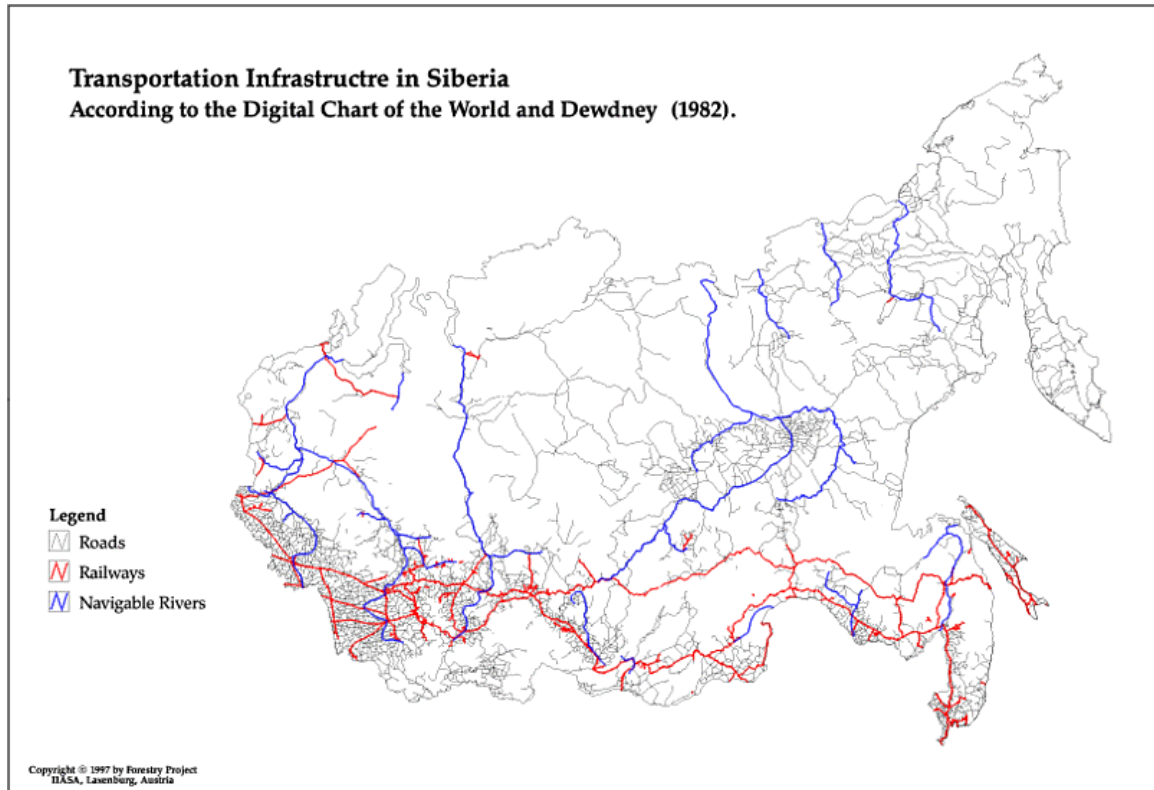 Transportation Infrastructre in Siberia
According to the Digital Chart of the World and Dewdney (1982).
Legend
Roads
Railways
Navigable Rivers
Copyright © 1997 by Forestry Project
IIASA, Laxenburg, Austria